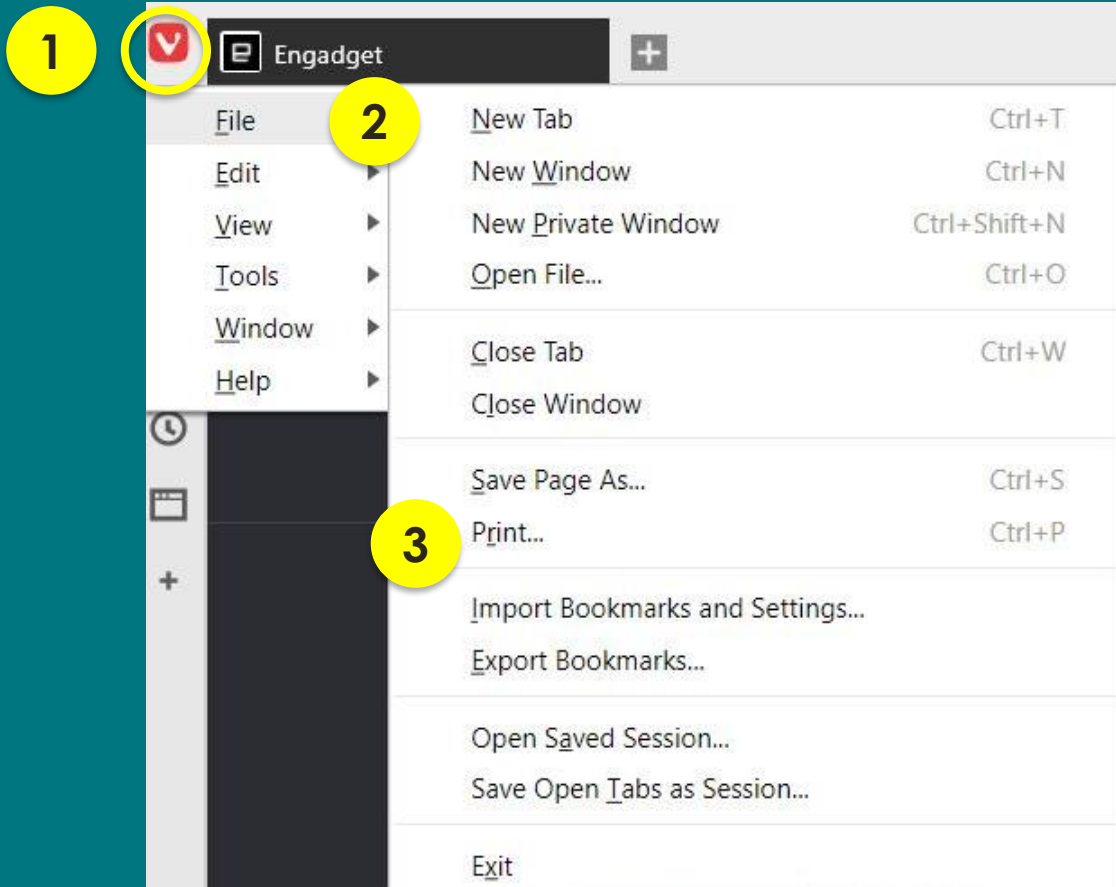 1
Engadget
File 2
Edit
View
Tools
Window
Help
New Tab Ctrl+T
New Window Ctrl+N
New Private Window Ctrl+Shift+N
Open File... Ctrl+O
Close Tab Ctrl+W
Close Window
Save Page As... Ctrl+S
3 Print... Ctrl+P
Import Bookmarks and Settings...
Export Bookmarks...
Open Saved Session...
Save Open Tabs as Session...
Exit